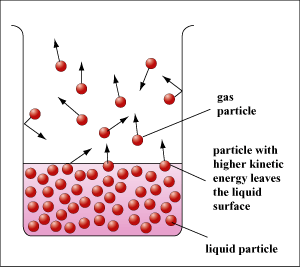 gas
particle
particle with
higher kinetic
energy leaves
the liquid
surface
liquid particle